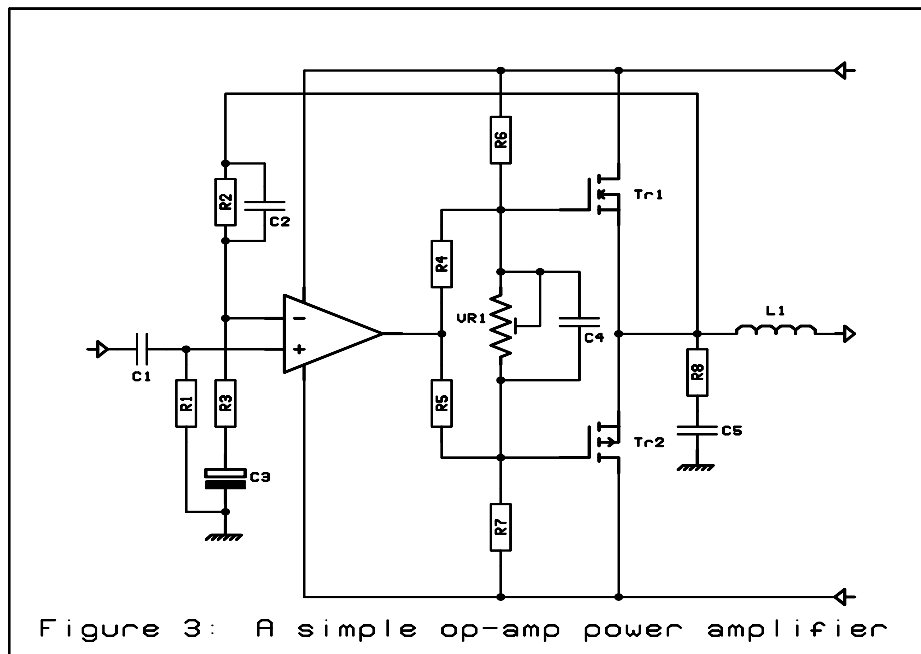 R6
R2
C2
Tr1
R4
VR1
C4
L1
C1
R1
R3
R5
R8
C5
Tr2
C3
R7
Figure 3: A simple op-amp power amplifier